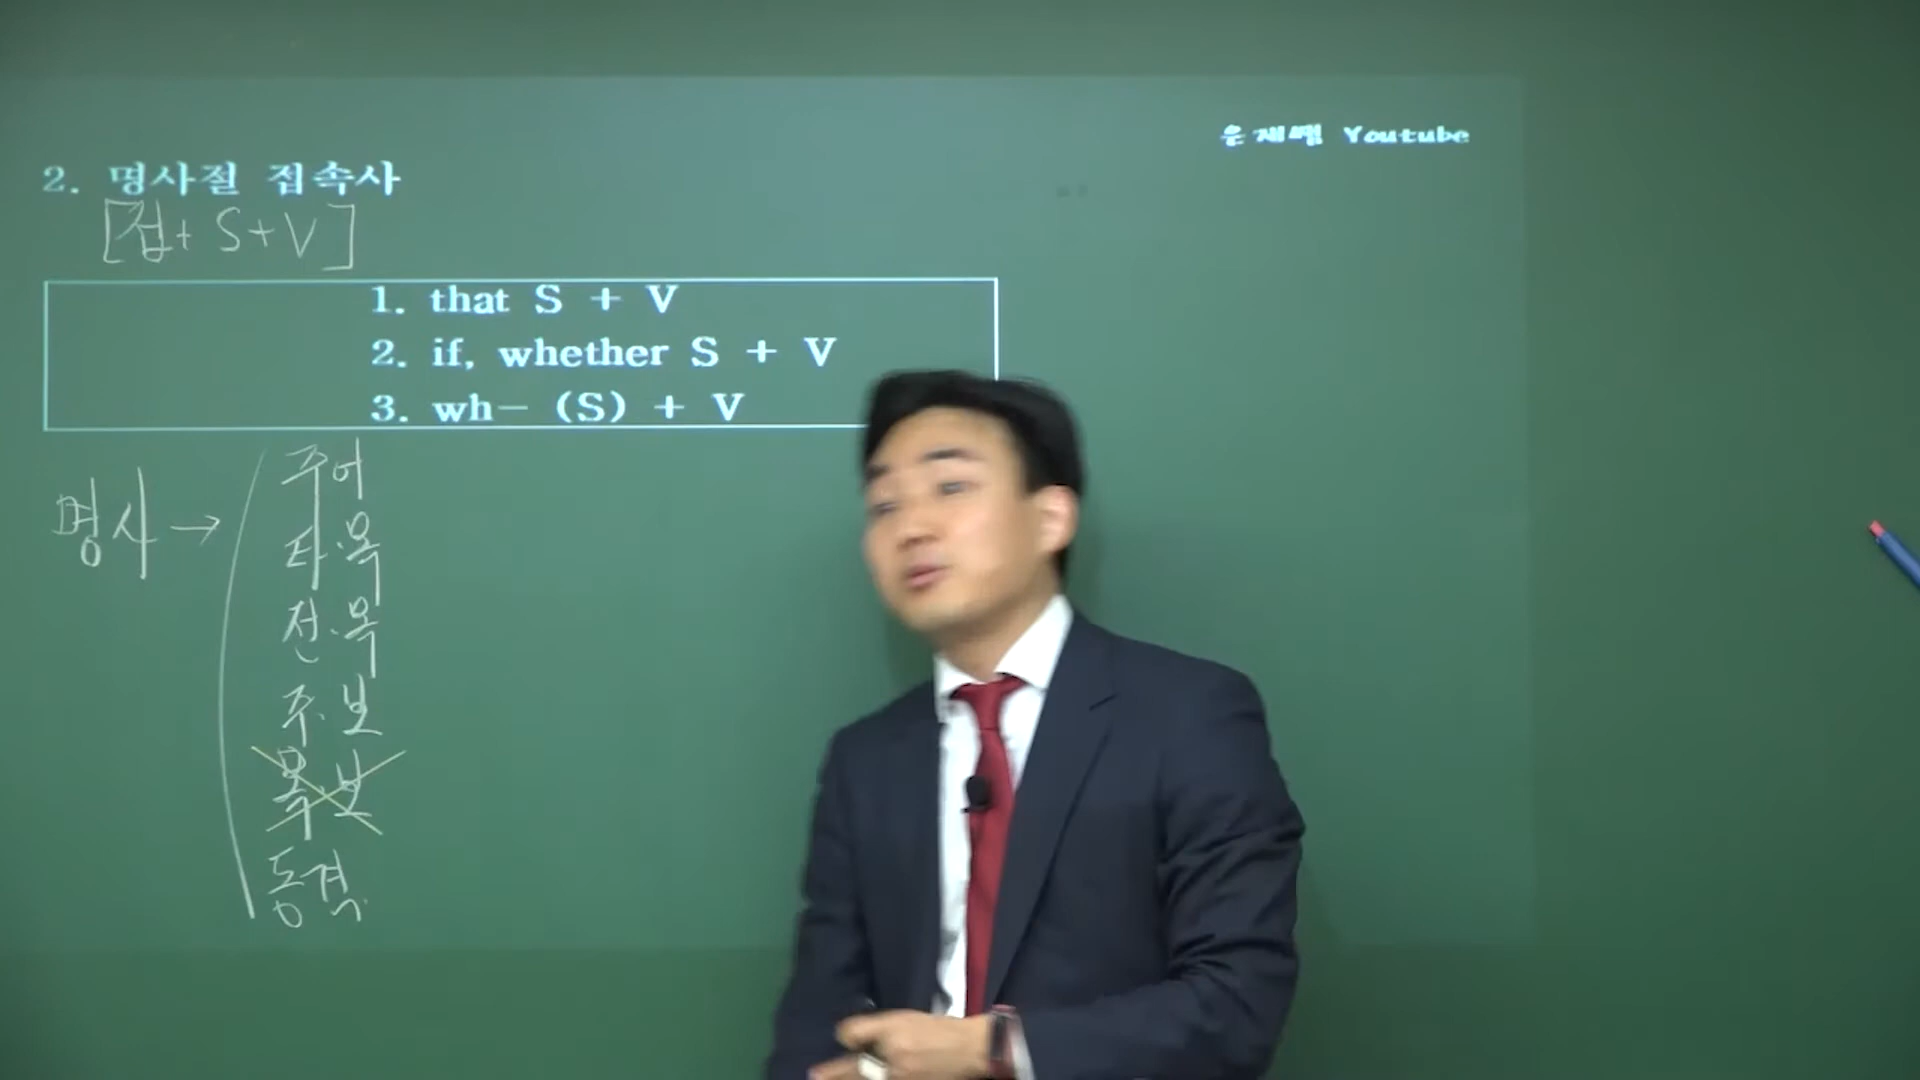 은재쌤 Youtube
2. 명사절 접속사
[접+ S+V]
1. that S + V
2. if, whether S + V
3. wh- (S) + V
명사 →
주어
타·목
전·목
주·보
목·보
동격